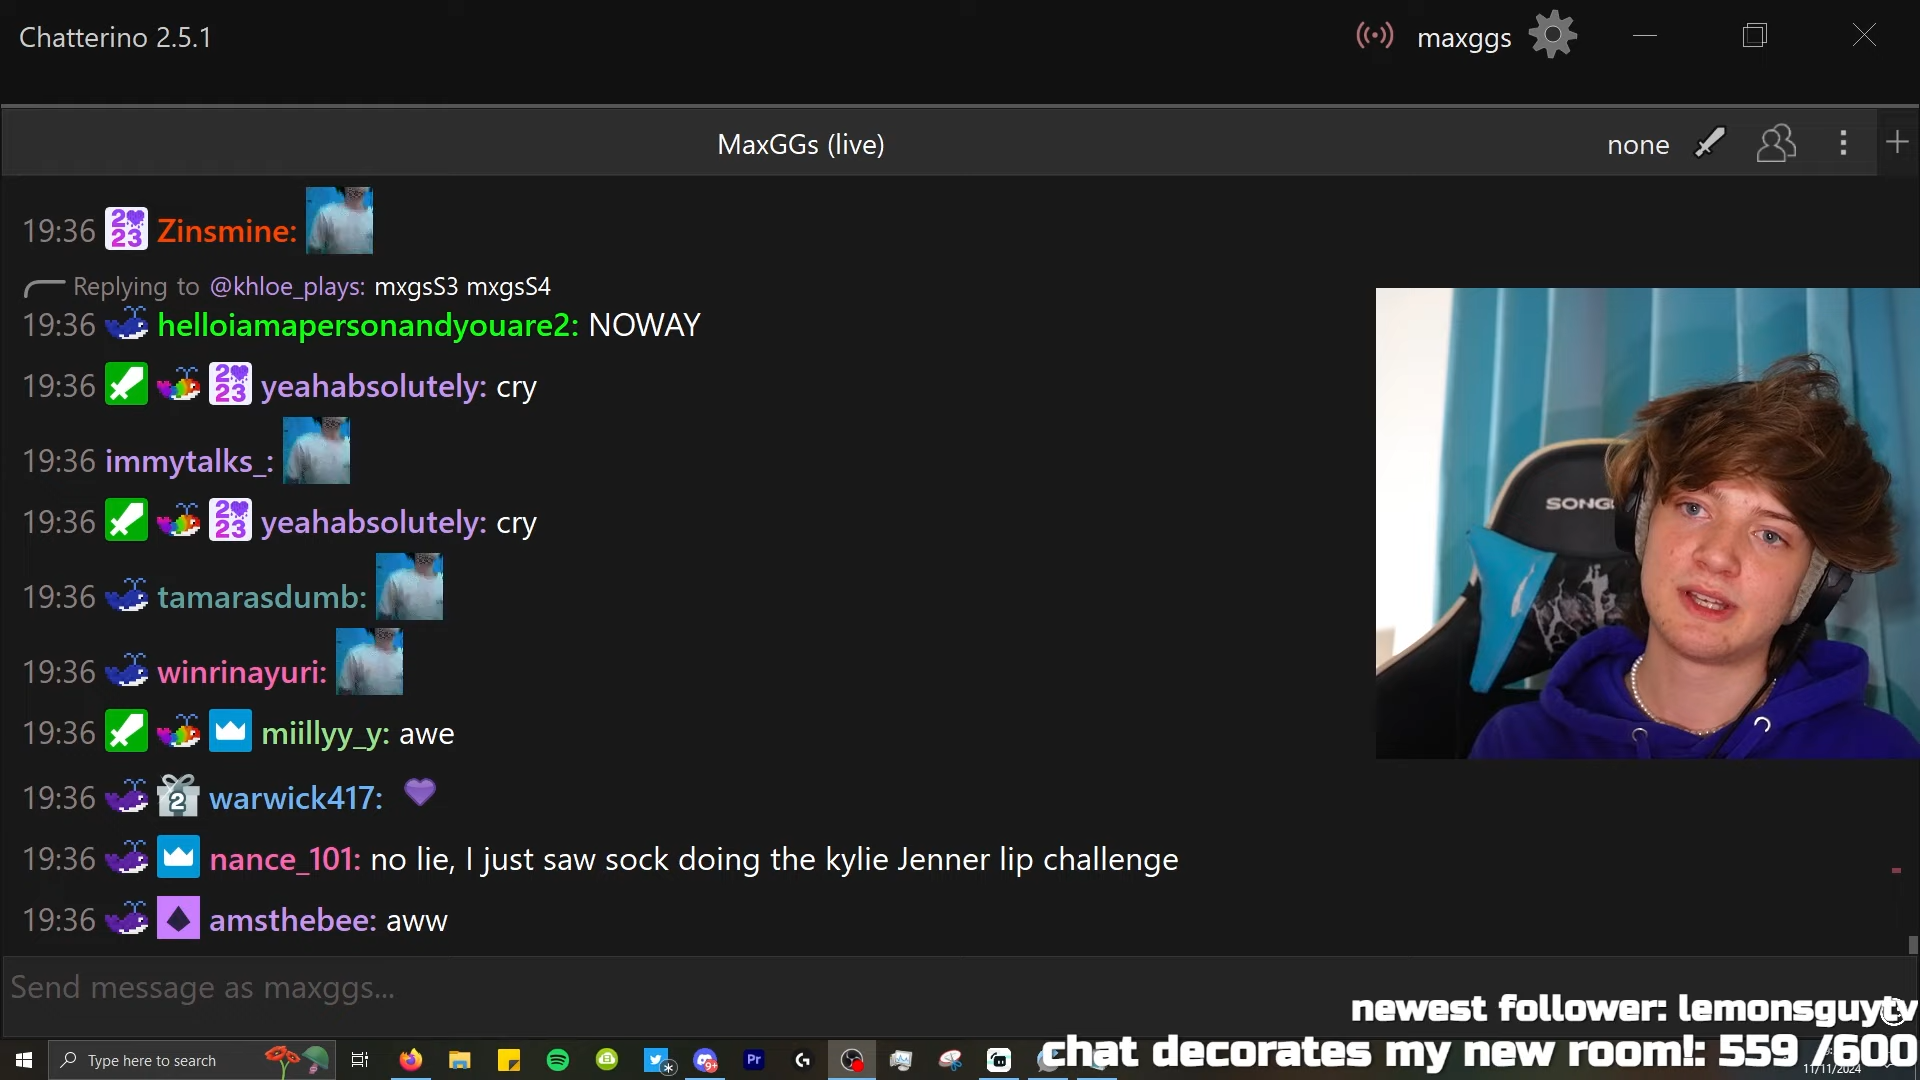 Chatterino 2.5.1
maxggs
MaxGGs (live)
none
19:36 Zinsmine:
Replying to @khloe_plays: mxgsS3 mxgsS4
19:36 helloiamapersonandyouare2: NOWAY
19:36 yeahabsolutely: cry
19:36 immytalks_:
19:36 yeahabsolutely: cry
19:36 tamarasdumb:
19:36 winrinayuri:
19:36 miillyy_y: awe
19:36 warwick417:
19:36 nance_101: no lie, I just saw sock doing the kylie Jenner lip challenge
19:36 amsthebee: aww
SONG
Send message as maxggs...
newest follower: lemonsguytv
chat decorates my new room!: 559 /600
Type here to search
Pr
11/11/2024